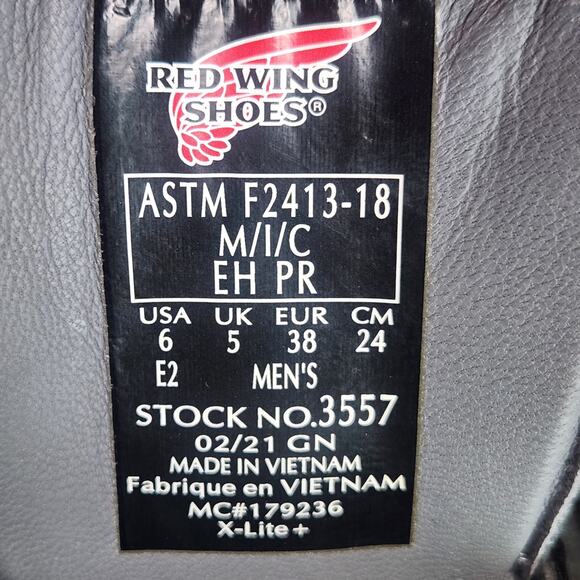 RED WING
SHOES®
ASTM F2413-18
M/I/C
EH PR
USA UK EUR CM
6 5 38 24
E2 MEN'S
STOCK NO.3557
02/21 GN
MADE IN VIETNAM
Fabrique en VIETNAM
MC#179236
X-Lite+